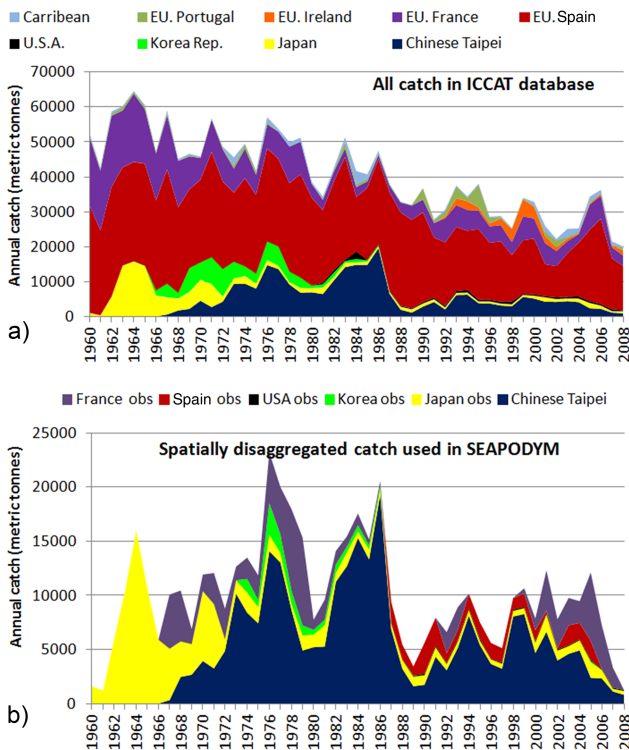 Carribean EU. Portugal EU. Ireland EU. France EU. Spain
U.S.A. Korea Rep. Japan Chinese Taipei
All catch in ICCAT database
Annual catch (metric tonnes)
70000
60000
50000
40000
30000
20000
10000
0
1960 1962 1964 1966 1968 1970 1972 1974 1976 1978 1980 1982 1984 1986 1988 1990 1992 1994 1996 1998 2000 2002 2004 2006 2008
a)
France obs Spain obs USA obs Korea obs Japan obs Chinese Taipei
Spatially disaggregated catch used in SEAPODYM
Annual catch (metric tonnes)
25000
20000
15000
10000
5000
0
1960 1962 1964 1966 1968 1970 1972 1974 1976 1978 1980 1982 1984 1986 1988 1990 1992 1994 1996 1998 2000 2002 2004 2006 2008
b)